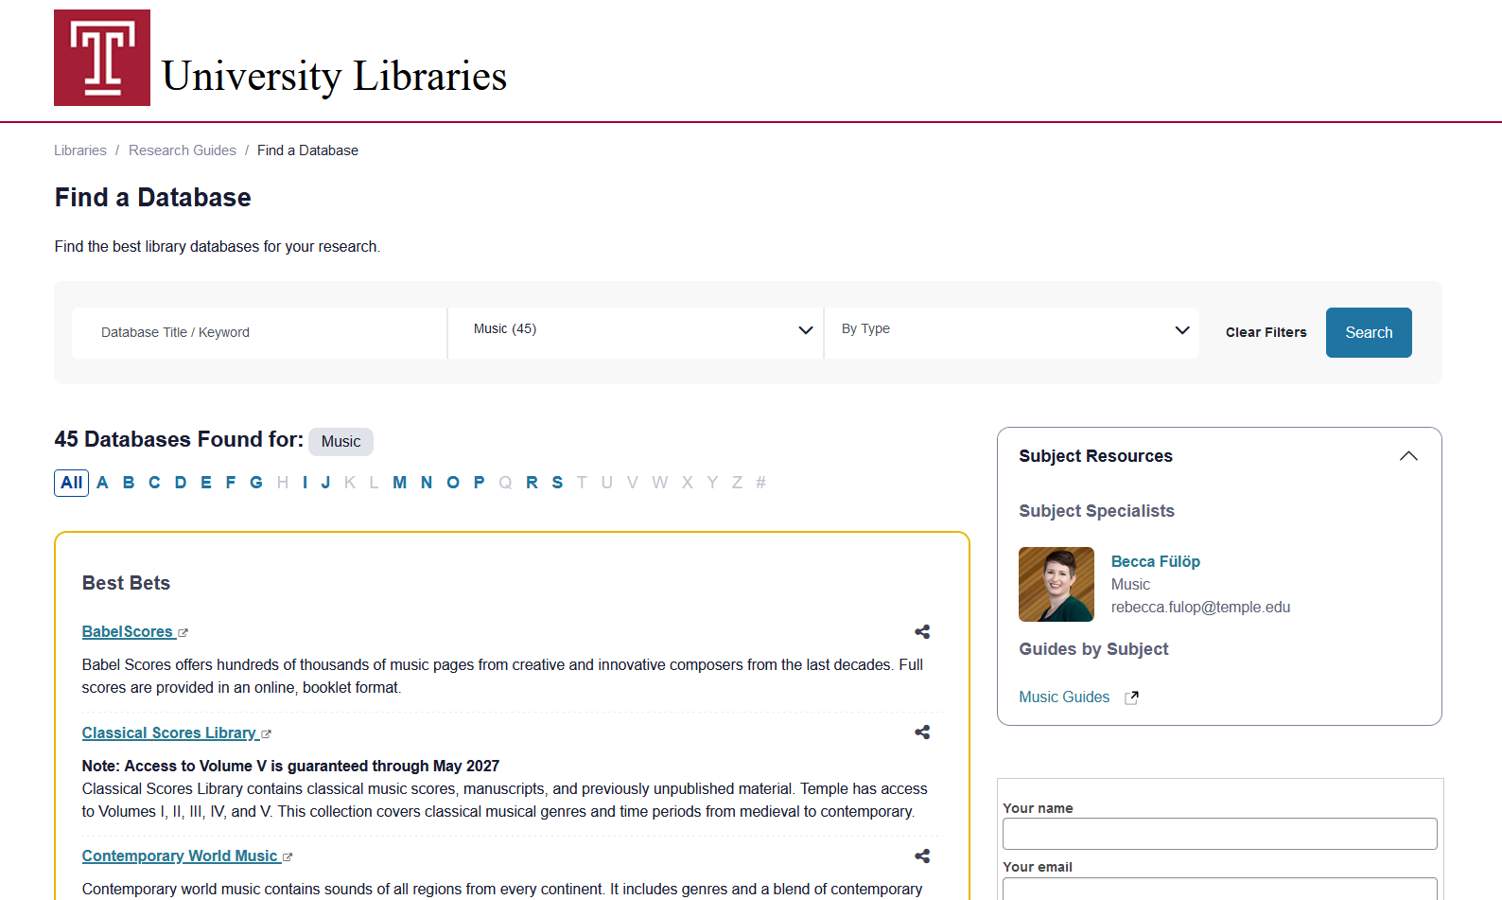 University Libraries
Libraries / Research Guides / Find a Database
Find a Database
Find the best library databases for your research.
Database Title / Keyword
Music (45)
By Type
Clear Filters
Search
45 Databases Found for: Music
All A B C D E F G H I J K L M N O P Q R S T U V W X Y Z #
Best Bets
BabelScores
Babel Scores offers hundreds of thousands of music pages from creative and innovative composers from the last decades. Full
scores are provided in an online, booklet format.
Classical Scores Library
Note: Access to Volume V is guaranteed through May 2027
Classical Scores Library contains classical music scores, manuscripts, and previously unpublished material. Temple has access
to Volumes I, II, III, IV, and V. This collection covers classical musical genres and time periods from medieval to contemporary.
Contemporary World Music
Contemporary world music contains sounds of all regions from every continent. It includes genres and a blend of contemporary
Subject Resources
Subject Specialists
Becca Fülöp
Music
rebecca.fulop@temple.edu
Guides by Subject
Music Guides
Your name
Your email